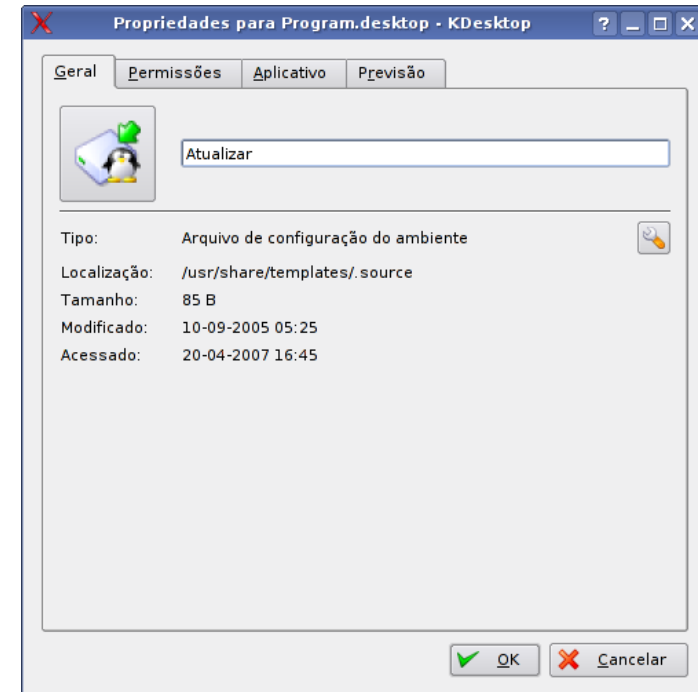 Propriedades para Program.desktop - KDesktop
Geral Permissões Aplicativo Previsão
Atualizar
Tipo: Arquivo de configuração do ambiente
Localização: /usr/share/templates/.source
Tamanho: 85 B
Modificado: 10-09-2005 05:25
Acessado: 20-04-2007 16:45
OK Cancelar